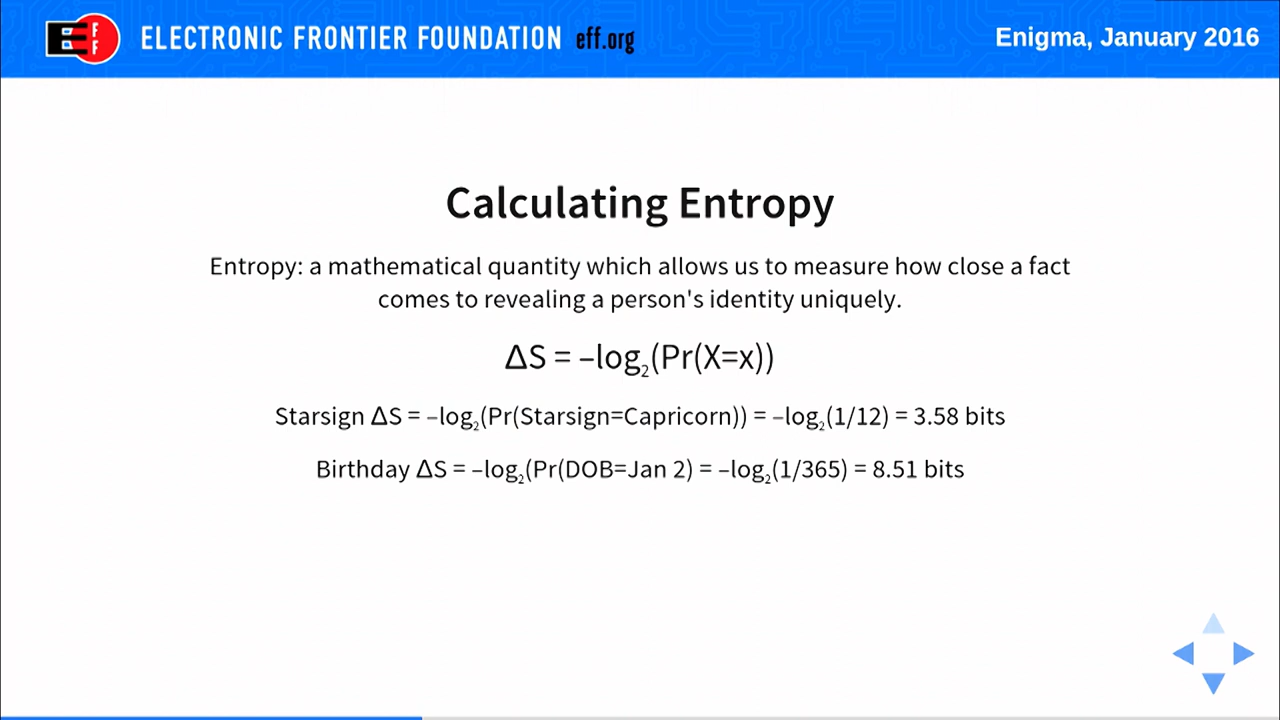 ELECTRONIC FRONTIER FOUNDATION eff.org
Enigma, January 2016
Calculating Entropy
Entropy: a mathematical quantity which allows us to measure how close a fact
comes to revealing a person's identity uniquely.
ΔS = –log₂(Pr(X=x))
Starsign ΔS = –log₂(Pr(Starsign=Capricorn)) = –log₂(1/12) = 3.58 bits
Birthday ΔS = –log₂(Pr(DOB=Jan 2) = –log₂(1/365) = 8.51 bits